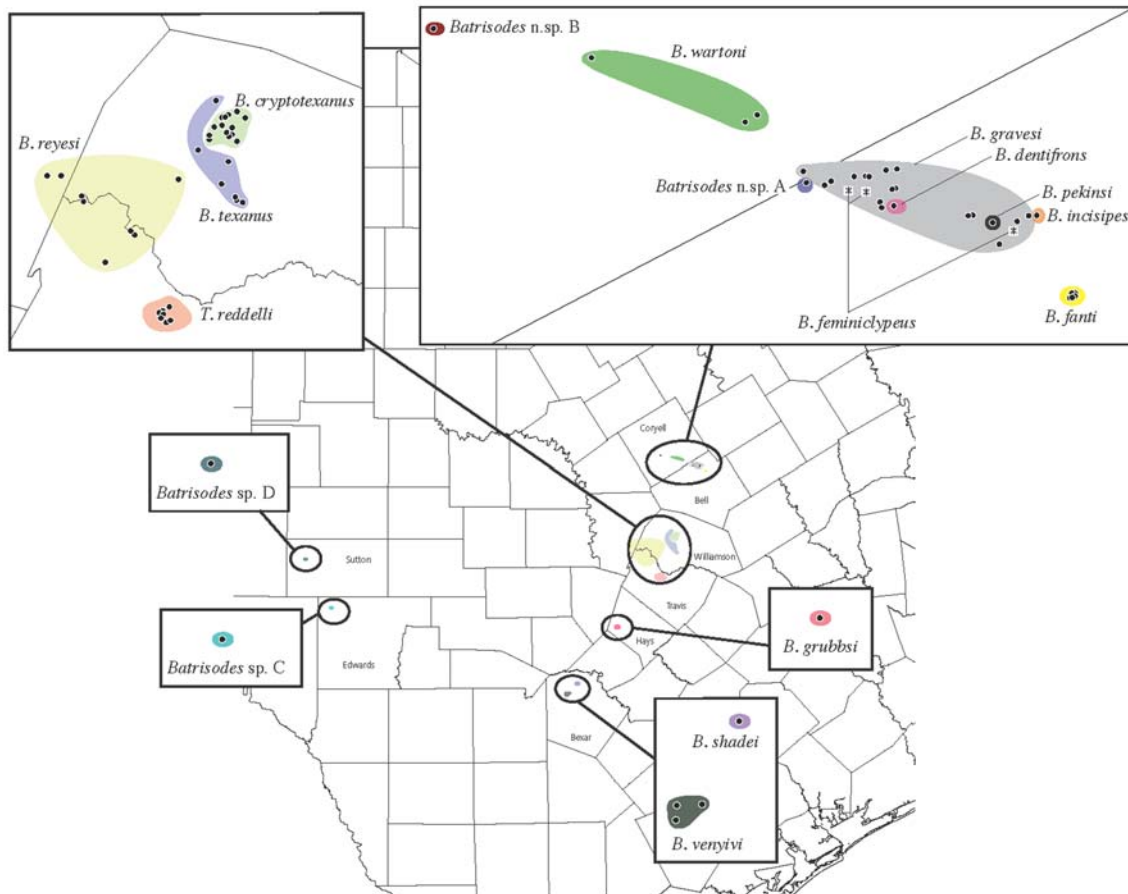 B. cryptotexanus
B. reyesi
B. texanus
T. reddelli
Batrisodes n.sp. B
B. wartoni
B. gravesi
B. dentifrons
Batrisodes n.sp. A
B. pekinsi
B. incisipes
B. feminiclypeus
B. fanti
Coryell
Bell
Batrisodes sp. D
Sutton
Williamson
Travis
Batrisodes sp. C
Edwards
Hays
B. grubbsi
Bexar
B. shadei
B. venyivi